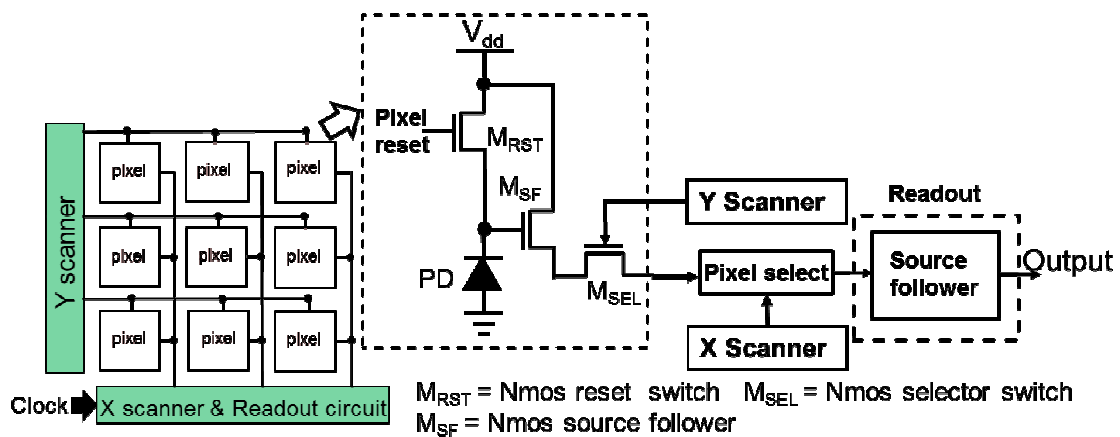 Vdd
Pixel reset
MRST
MSF
PD
MSEL
Y scanner
pixel pixel pixel
pixel pixel pixel
pixel pixel pixel
Clock
X scanner & Readout circuit
Y Scanner
Pixel select
X Scanner
Readout
Source follower
Output
MRST = Nmos reset switch MSEL = Nmos selector switch
MSF = Nmos source follower